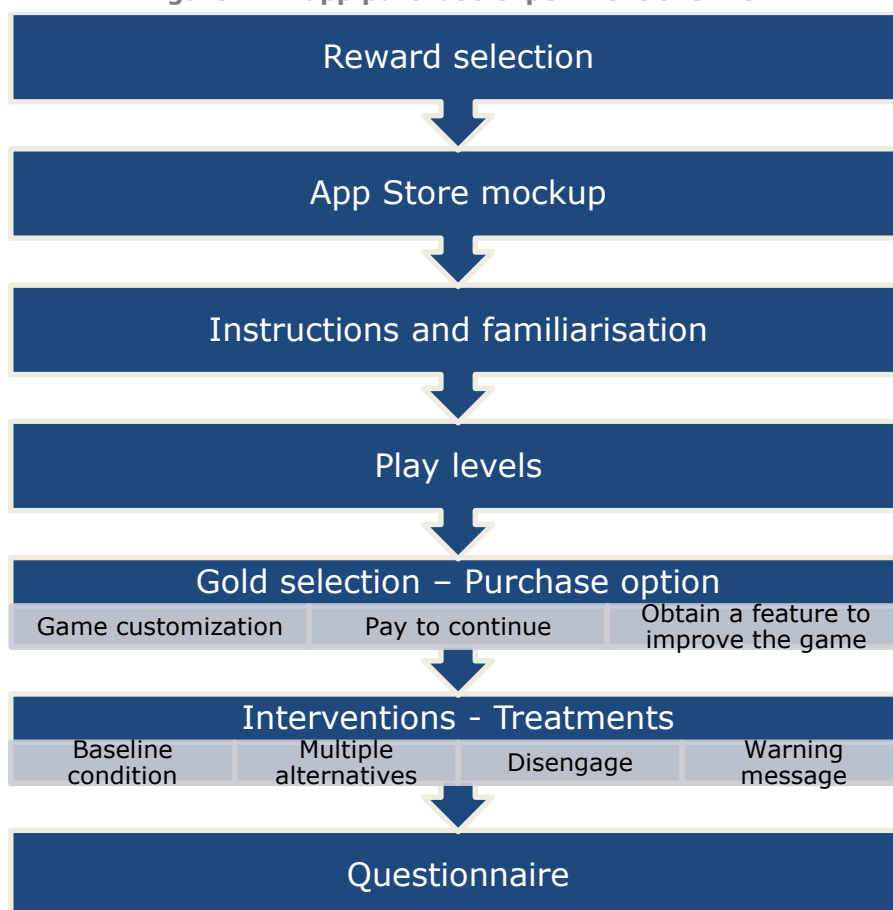 Reward selection
App Store mockup
Instructions and familiarisation
Play levels
Gold selection – Purchase option
Game customization
Pay to continue
Obtain a feature to
improve the game
Interventions - Treatments
Baseline
condition
Multiple
alternatives
Disengage
Warning
message
Questionnaire